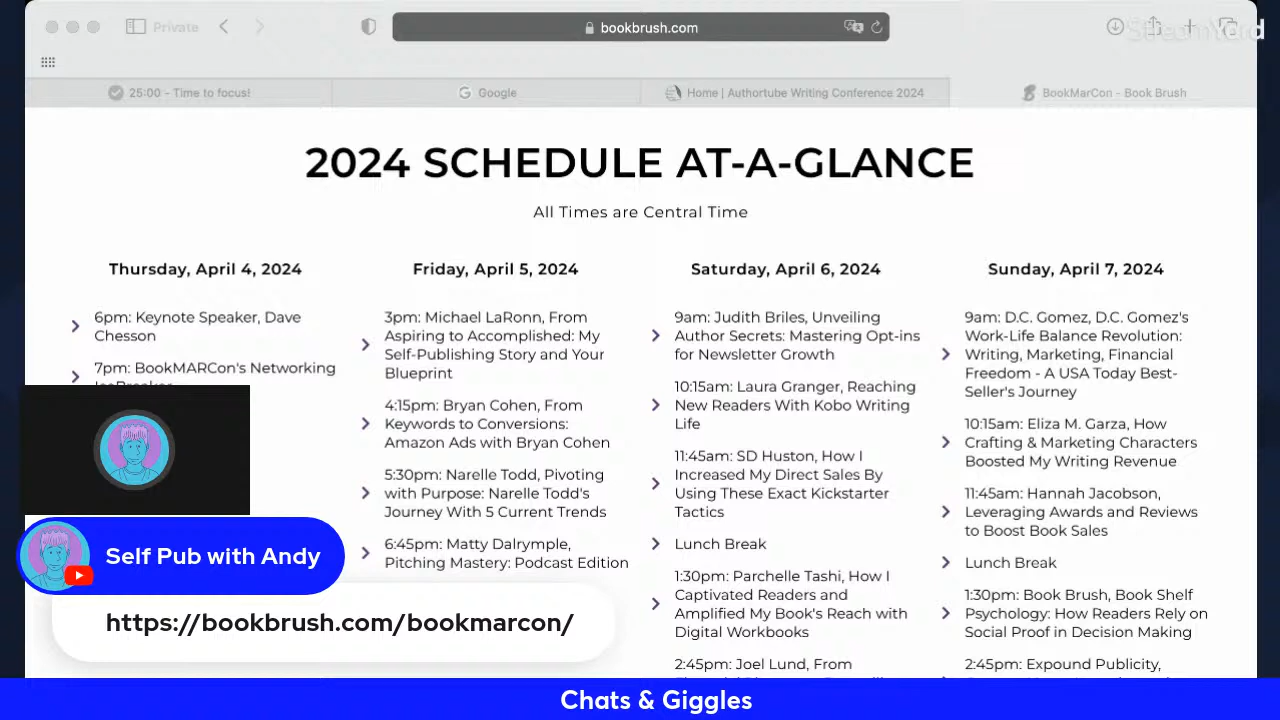 Private
bookbrush.com
StreamYard
25:00 - Time to focus!
Google
Home | Authortube Writing Conference 2024
BookMarCon - Book Brush
2024 SCHEDULE AT-A-GLANCE
All Times are Central Time
Thursday, April 4, 2024
6pm: Keynote Speaker, Dave
Chesson
7pm: BookMARCon's Networking
Friday, April 5, 2024
3pm: Michael LaRonn, From
Aspiring to Accomplished: My
Self-Publishing Story and Your
Blueprint
4:15pm: Bryan Cohen, From
Keywords to Conversions:
Amazon Ads with Bryan Cohen
5:30pm: Narelle Todd, Pivoting
with Purpose: Narelle Todd's
Journey With 5 Current Trends
6:45pm: Matty Dalrymple,
Pitching Mastery: Podcast Edition
Saturday, April 6, 2024
9am: Judith Briles, Unveiling
Author Secrets: Mastering Opt-ins
for Newsletter Growth
10:15am: Laura Granger, Reaching
New Readers With Kobo Writing
Life
11:45am: SD Huston, How I
Increased My Direct Sales By
Using These Exact Kickstarter
Tactics
Lunch Break
1:30pm: Parchelle Tashi, How I
Captivated Readers and
Amplified My Book's Reach with
Digital Workbooks
2:45pm: Joel Lund, From
Sunday, April 7, 2024
9am: D.C. Gomez, D.C. Gomez's
Work-Life Balance Revolution:
Writing, Marketing, Financial
Freedom - A USA Today Best-
Seller's Journey
10:15am: Eliza M. Garza, How
Crafting & Marketing Characters
Boosted My Writing Revenue
11:45am: Hannah Jacobson,
Leveraging Awards and Reviews
to Boost Book Sales
Lunch Break
1:30pm: Book Brush, Book Shelf
Psychology: How Readers Rely on
Social Proof in Decision Making
2:45pm: Expound Publicity,
Self Pub with Andy
https://bookbrush.com/bookmarcon/
Chats & Giggles